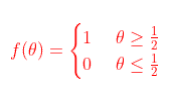 f(θ) = { 1 θ ≥ 1/2
0 θ ≤ 1/2